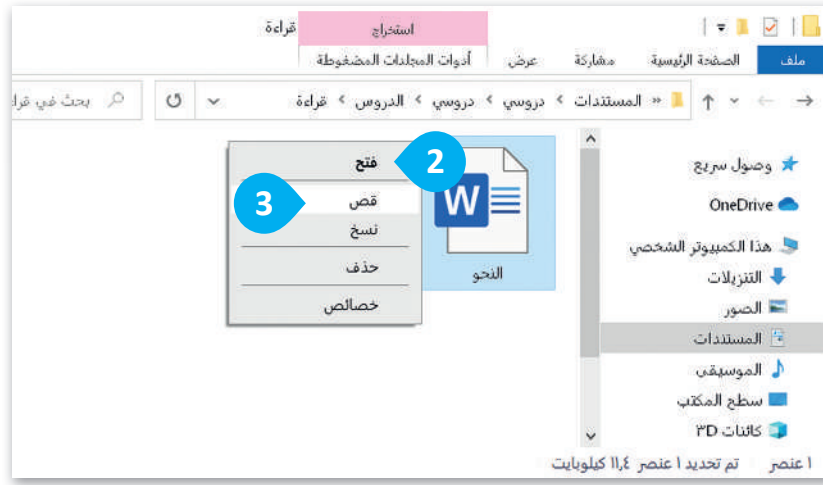 استخراج
قراءة
ملف
الصفحة الرئيسية
مشاركة
عرض
أدوات المجلدات المضغوطة
« المستندات › دروسي › دروسي › الدروس › قراءة
بحث في قراء
وصول سريع
OneDrive
هذا الكمبيوتر الشخصي
التنزيلات
الصور
المستندات
الموسيقى
سطح المكتب
كائنات ٣D
W
النحو
2
فتح
3
قص
نسخ
حذف
خصائص
١ عنصر
تم تحديد ١ عنصر ١١,٤ كيلوبايت